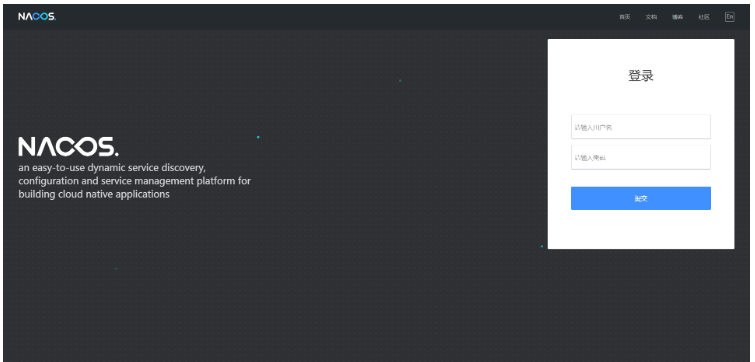 NACOS.
首页 文档 博客 社区 En
登录
请输入用户名
请输入密码
提交
NACOS.
an easy-to-use dynamic service discovery,
configuration and service management platform for
building cloud native applications